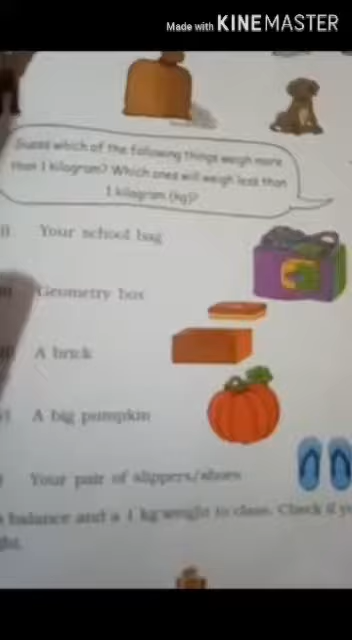 Made with KINEMASTER
Guess which of the following things weigh more
than 1 kilogram? Which ones will weigh less than
1 kilogram (kg)?
Your school bag
Geometry box
A brick
A big pumpkin
Your pair of slippers/shoes
balance and a 1 kg weight to class. Check if